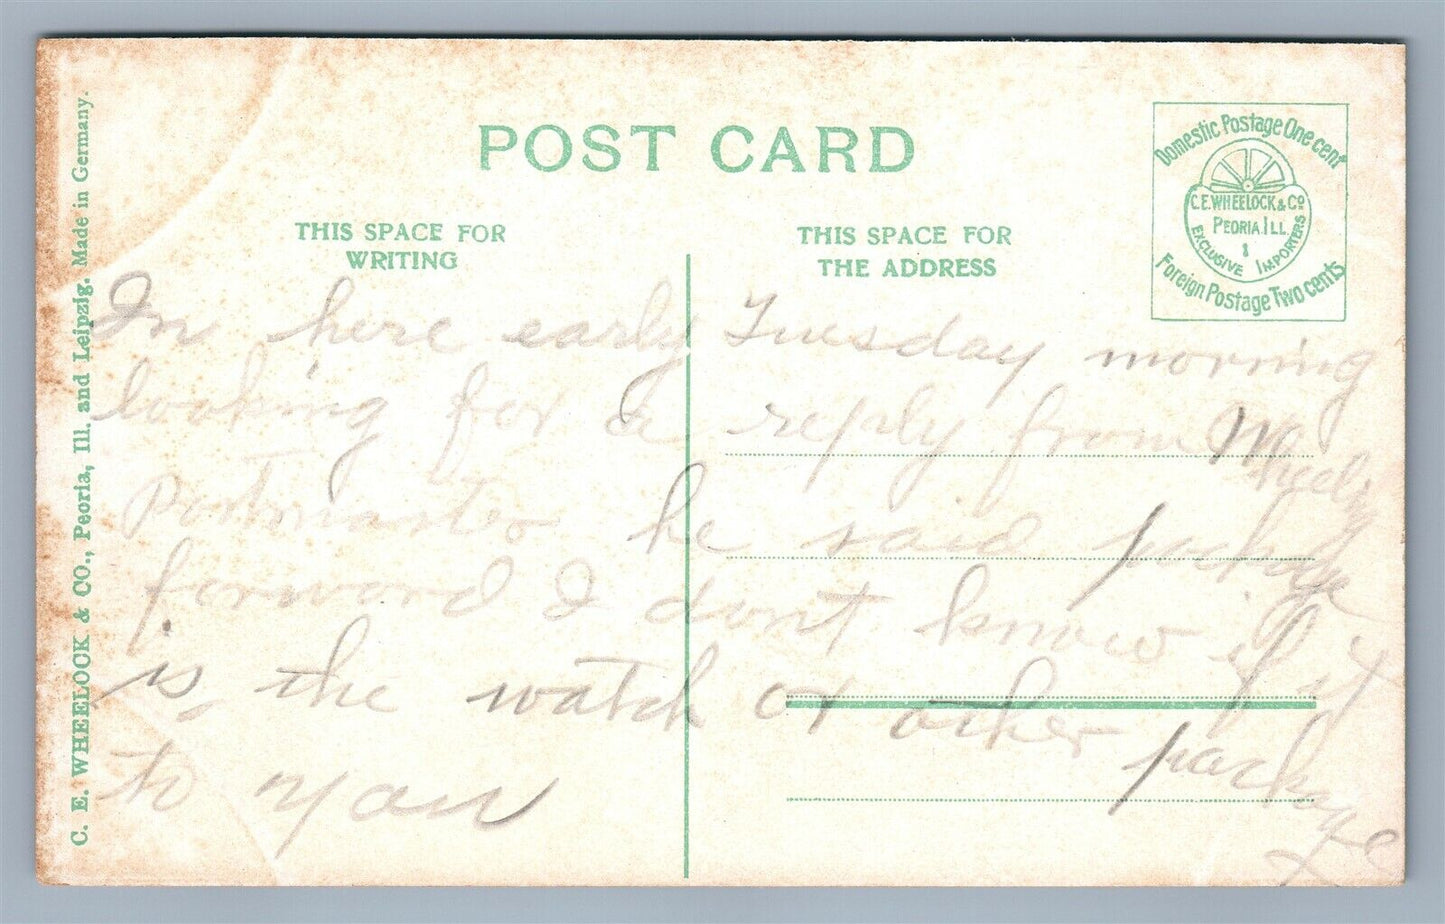 POST CARD
THIS SPACE FOR
WRITING
THIS SPACE FOR
THE ADDRESS
Domestic Postage One cent
C.E. WHEELOCK & Co
PEORIA ILL.
EXCLUSIVE IMPORTERS
Foreign Postage Two cents
C. E. WHEELOCK & CO., Peoria, Ill. and Leipzig. Made in Germany.
In here early Tuesday morning
looking for a reply from
Postmaster he said package
forward I don't know if it
is the watch or other package
to you